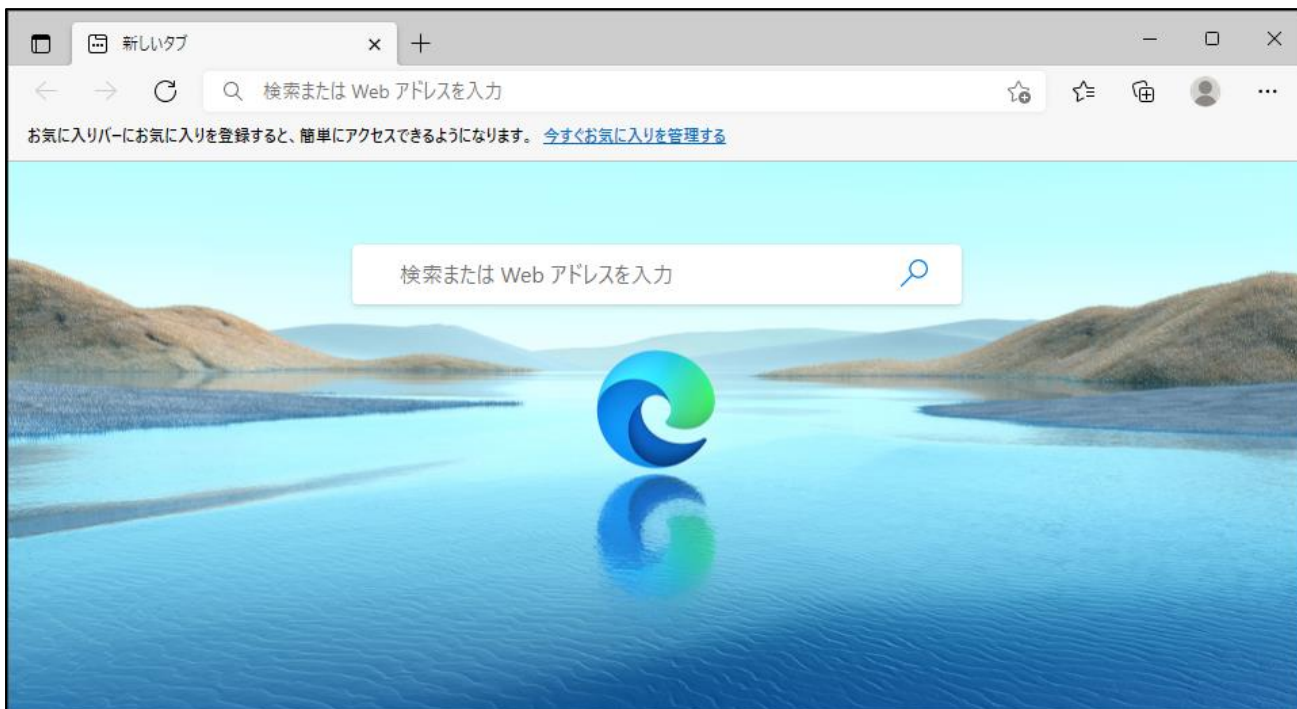 新しいタブ
検索または Web アドレスを入力
お気に入りバーにお気に入りを登録すると、簡単にアクセスできるようになります。 今すぐお気に入りを管理する
検索または Web アドレスを入力